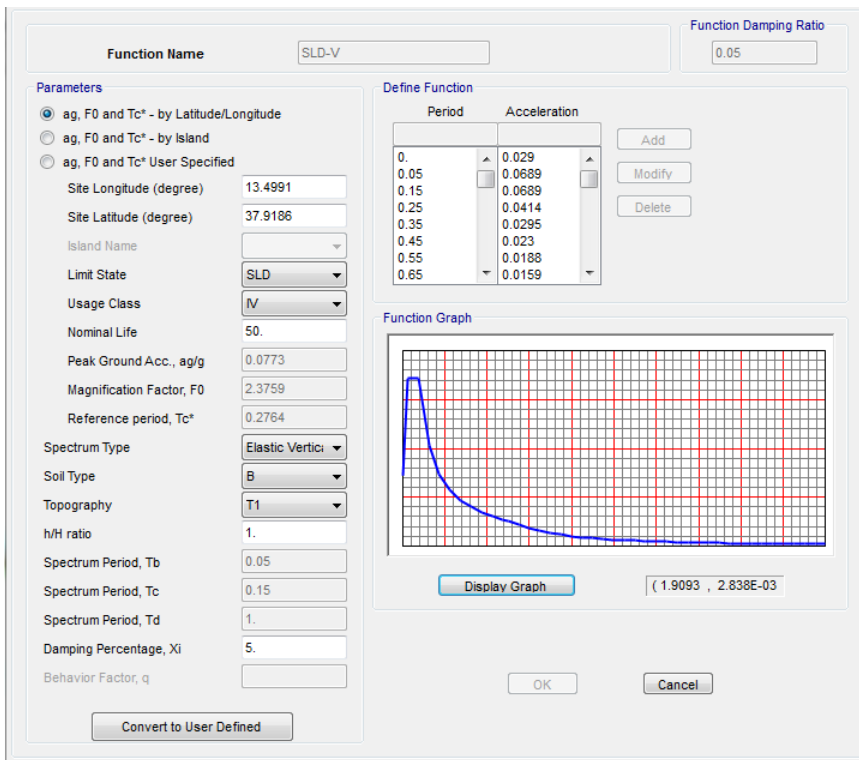 Function Damping Ratio
Function Name SLD-V 0.05
Parameters
ag, F0 and Tc* - by Latitude/Longitude
ag, F0 and Tc* - by Island
ag, F0 and Tc* User Specified
Site Longitude (degree) 13.4991
Site Latitude (degree) 37.9186
Island Name
Limit State SLD
Usage Class IV
Nominal Life 50.
Peak Ground Acc., ag/g 0.0773
Magnification Factor, F0 2.3759
Reference period, Tc* 0.2764
Spectrum Type Elastic Vertic
Soil Type B
Topography T1
h/H ratio 1.
Spectrum Period, Tb 0.05
Spectrum Period, Tc 0.15
Spectrum Period, Td 1.
Damping Percentage, Xi 5.
Behavior Factor, q
Convert to User Defined
Define Function
Period Acceleration
0. 0.029
0.05 0.0689
0.15 0.0689
0.25 0.0414
0.35 0.0295
0.45 0.023
0.55 0.0188
0.65 0.0159
Add
Modify
Delete
Function Graph
Display Graph (1.9093 , 2.838E-03
OK Cancel